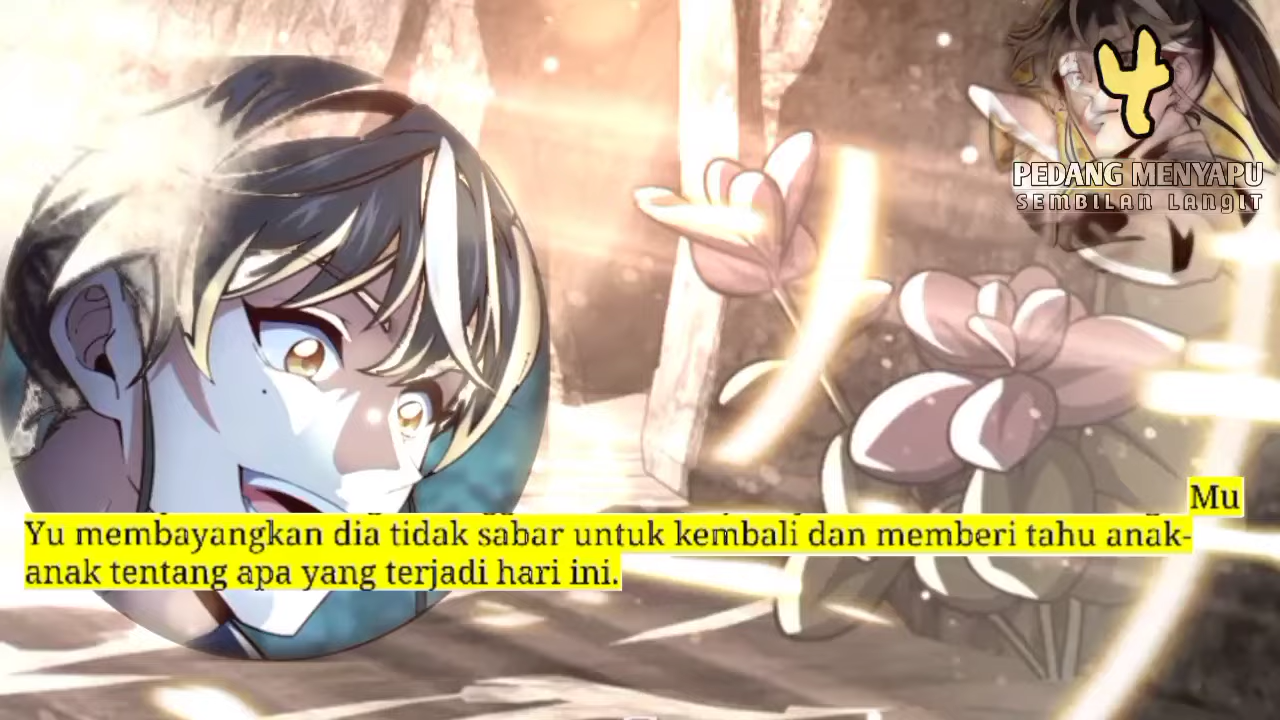 4
PEDANG MENYAPU
SEMBILAN LANGIT
Mu
Yu membayangkan dia tidak sabar untuk kembali dan memberi tahu anak-
anak tentang apa yang terjadi hari ini.